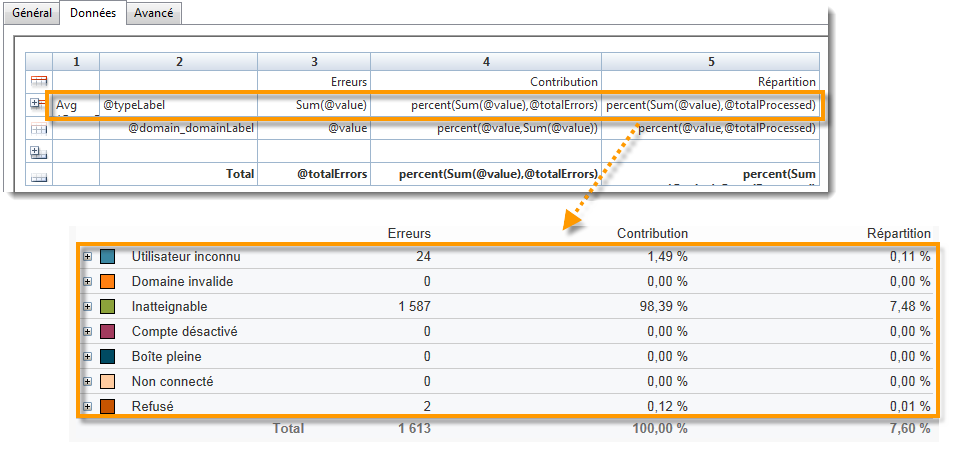 Général Données Avancé
1 2 3 4 5
Erreurs Contribution Répartition
Avg @typeLabel Sum(@value) percent(Sum(@value),@totalErrors) percent(Sum(@value),@totalProcessed)
@domain_domainLabel @value percent(@value,Sum(@value)) percent(@value,@totalProcessed)
Total @totalErrors percent(Sum(@value),@totalErrors) percent(Sum
Erreurs Contribution Répartition
Utilisateur inconnu 24 1,49 % 0,11 %
Domaine invalide 0 0,00 % 0,00 %
Inatteignable 1 587 98,39 % 7,48 %
Compte désactivé 0 0,00 % 0,00 %
Boîte pleine 0 0,00 % 0,00 %
Non connecté 0 0,00 % 0,00 %
Refusé 2 0,12 % 0,01 %
Total 1 613 100,00 % 7,60 %